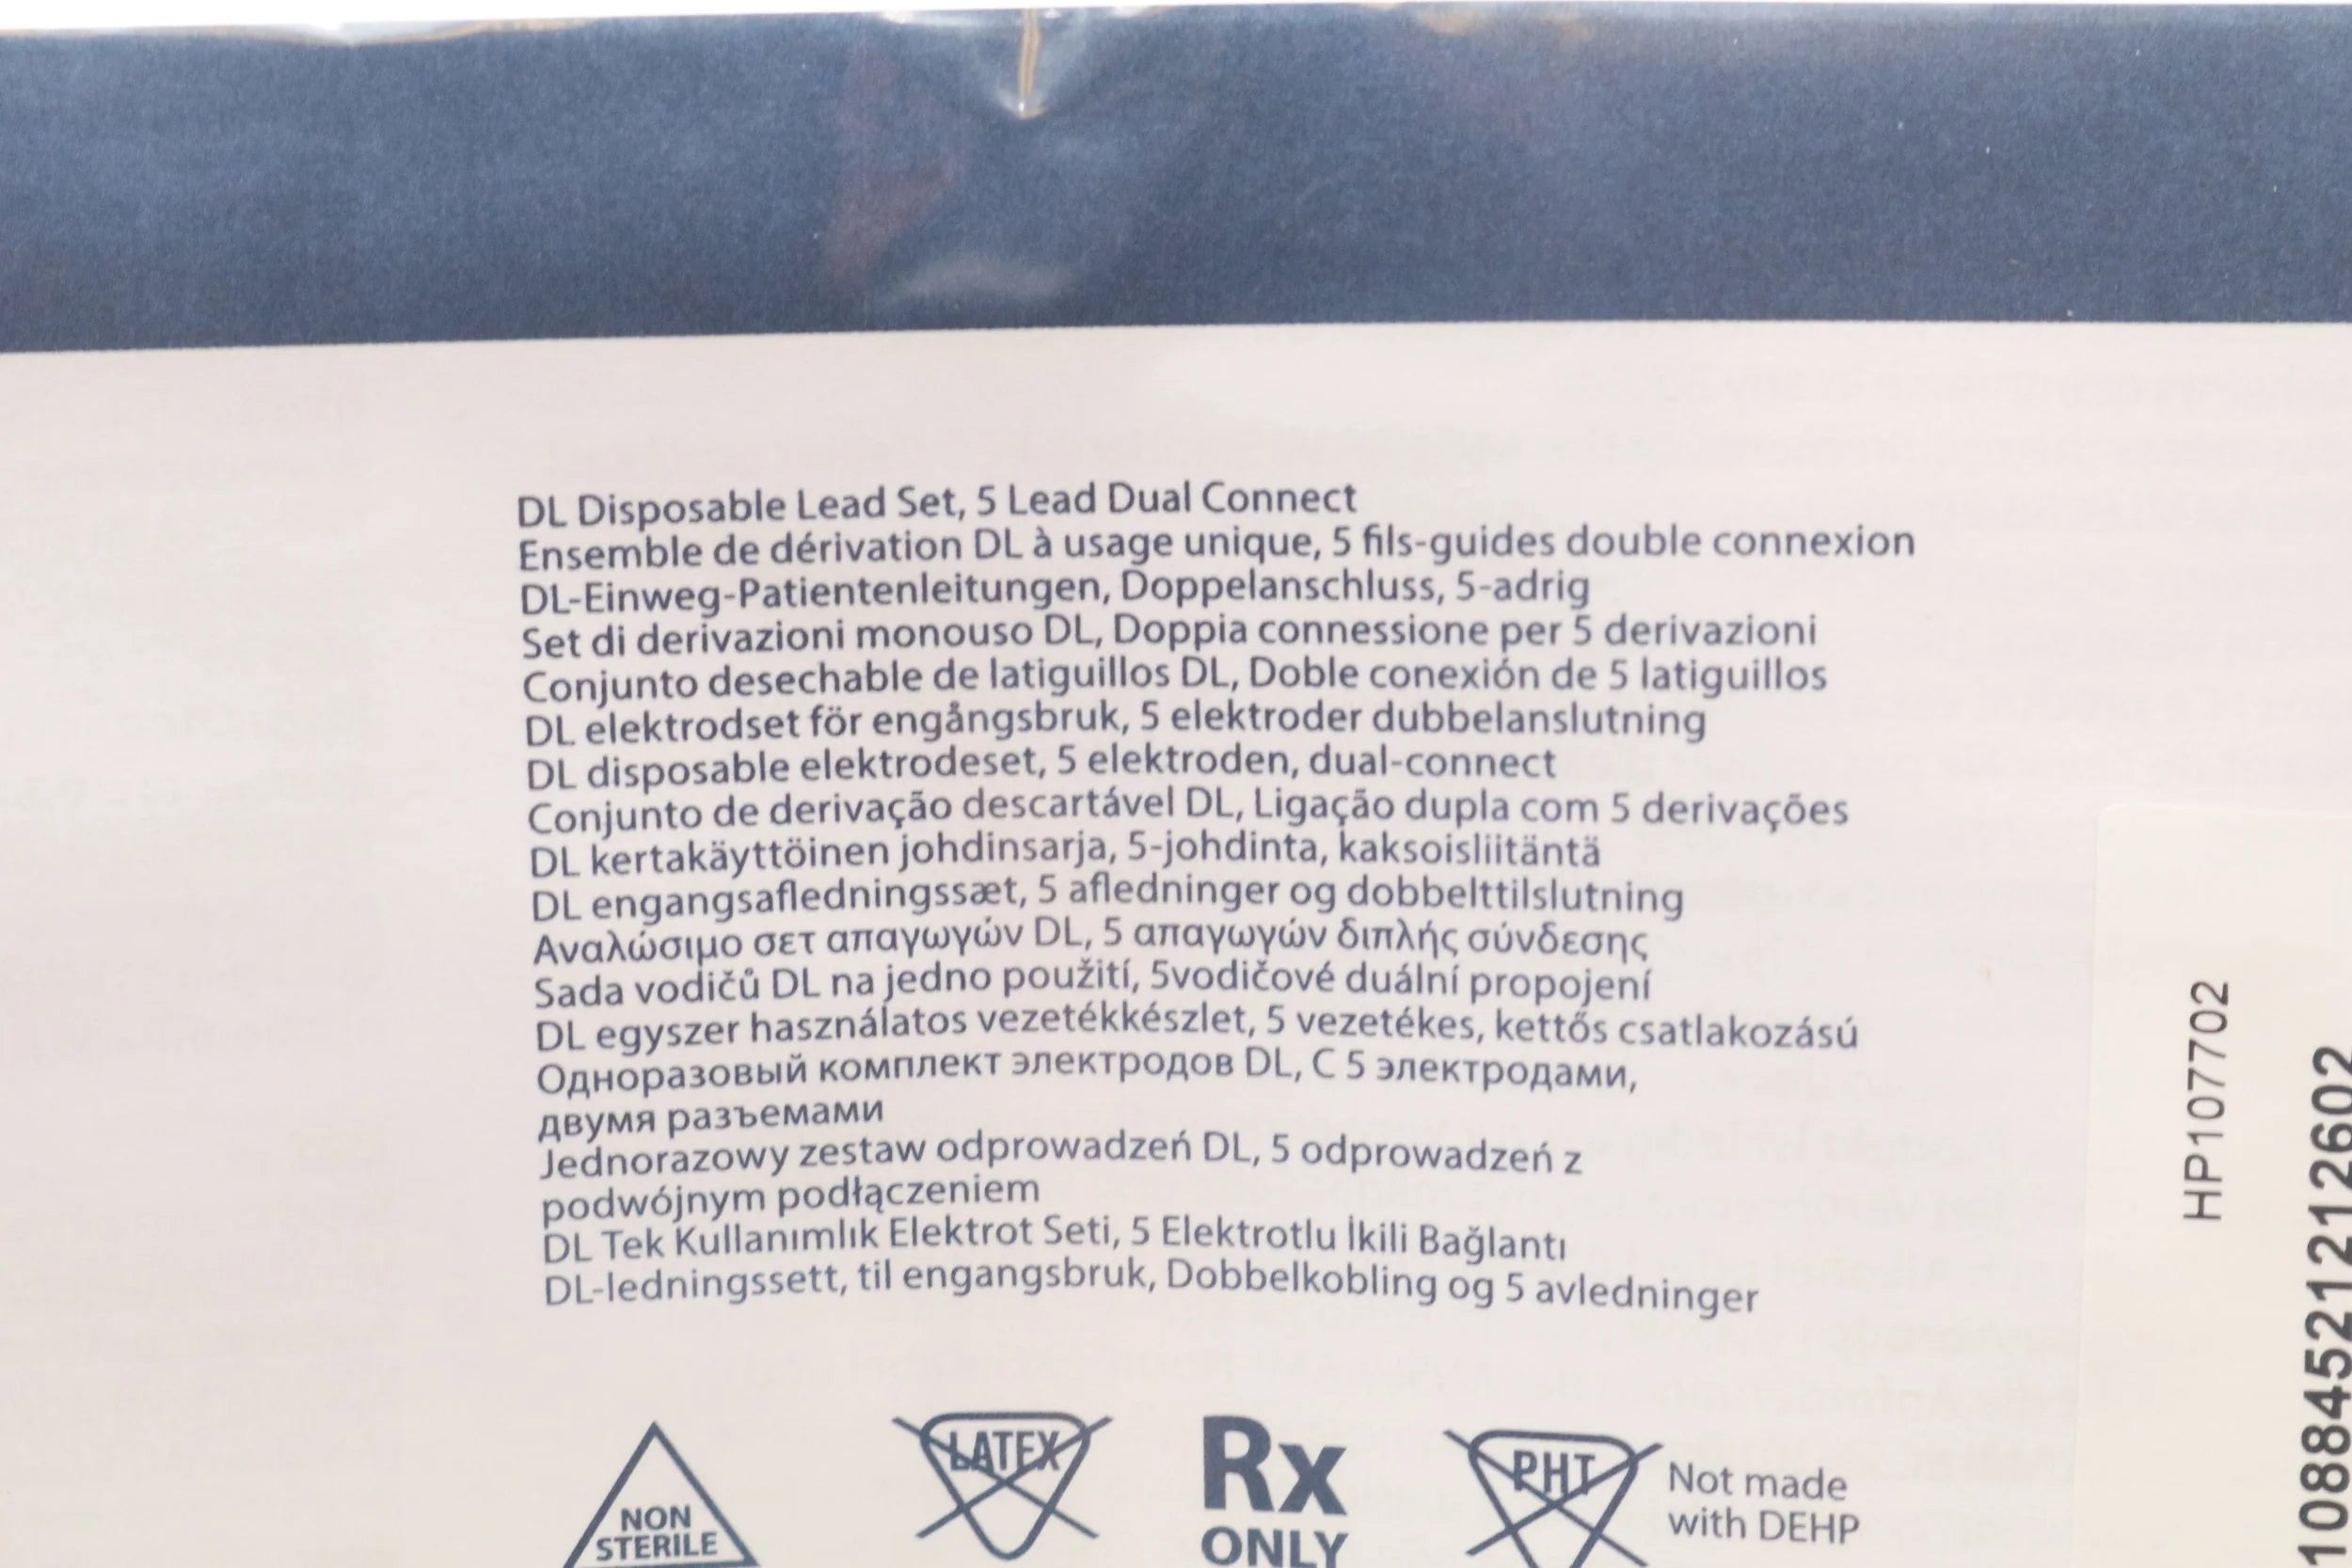 DL Disposable Lead Set, 5 Lead Dual Connect
Ensemble de dérivation DL à usage unique, 5 fils-guides double connexion
DL-Einweg-Patientenleitungen, Doppelanschluss, 5-adrig
Set di derivazioni monouso DL, Doppia connessione per 5 derivazioni
Conjunto desechable de latiguillos DL, Doble conexión de 5 latiguillos
DL elektrodset för engångsbruk, 5 elektroder dubbelanslutning
DL disposable elektrodeset, 5 elektroden, dual-connect
Conjunto de derivação descartável DL, Ligação dupla com 5 derivações
DL kertakäyttöinen johdinsarja, 5-johdinta, kaksoisliitäntä
DL engangsafledningssæt, 5 afledninger og dobbelttilslutning
Αναλώσιμο σετ απαγωγών DL, 5 απαγωγών διπλής σύνδεσης
Sada vodičů DL na jedno použití, 5vodičové duální propojení
DL egyszer használatos vezetékkészlet, 5 vezetékes, kettős csatlakozású
Одноразовый комплект электродов DL, С 5 электродами,
двумя разъемами
Jednorazowy zestaw odprowadzeń DL, 5 odprowadzeń z
podwójnym podłączeniem
DL Tek Kullanımlık Elektrot Seti, 5 Elektrotlu İkili Bağlantı
DL-ledningssett, til engangsbruk, Dobbelkobling og 5 avledninger
NON
STERILE
LATEX
Rx
ONLY
PHT
Not made
with DEHP
HP107702
10884521212602